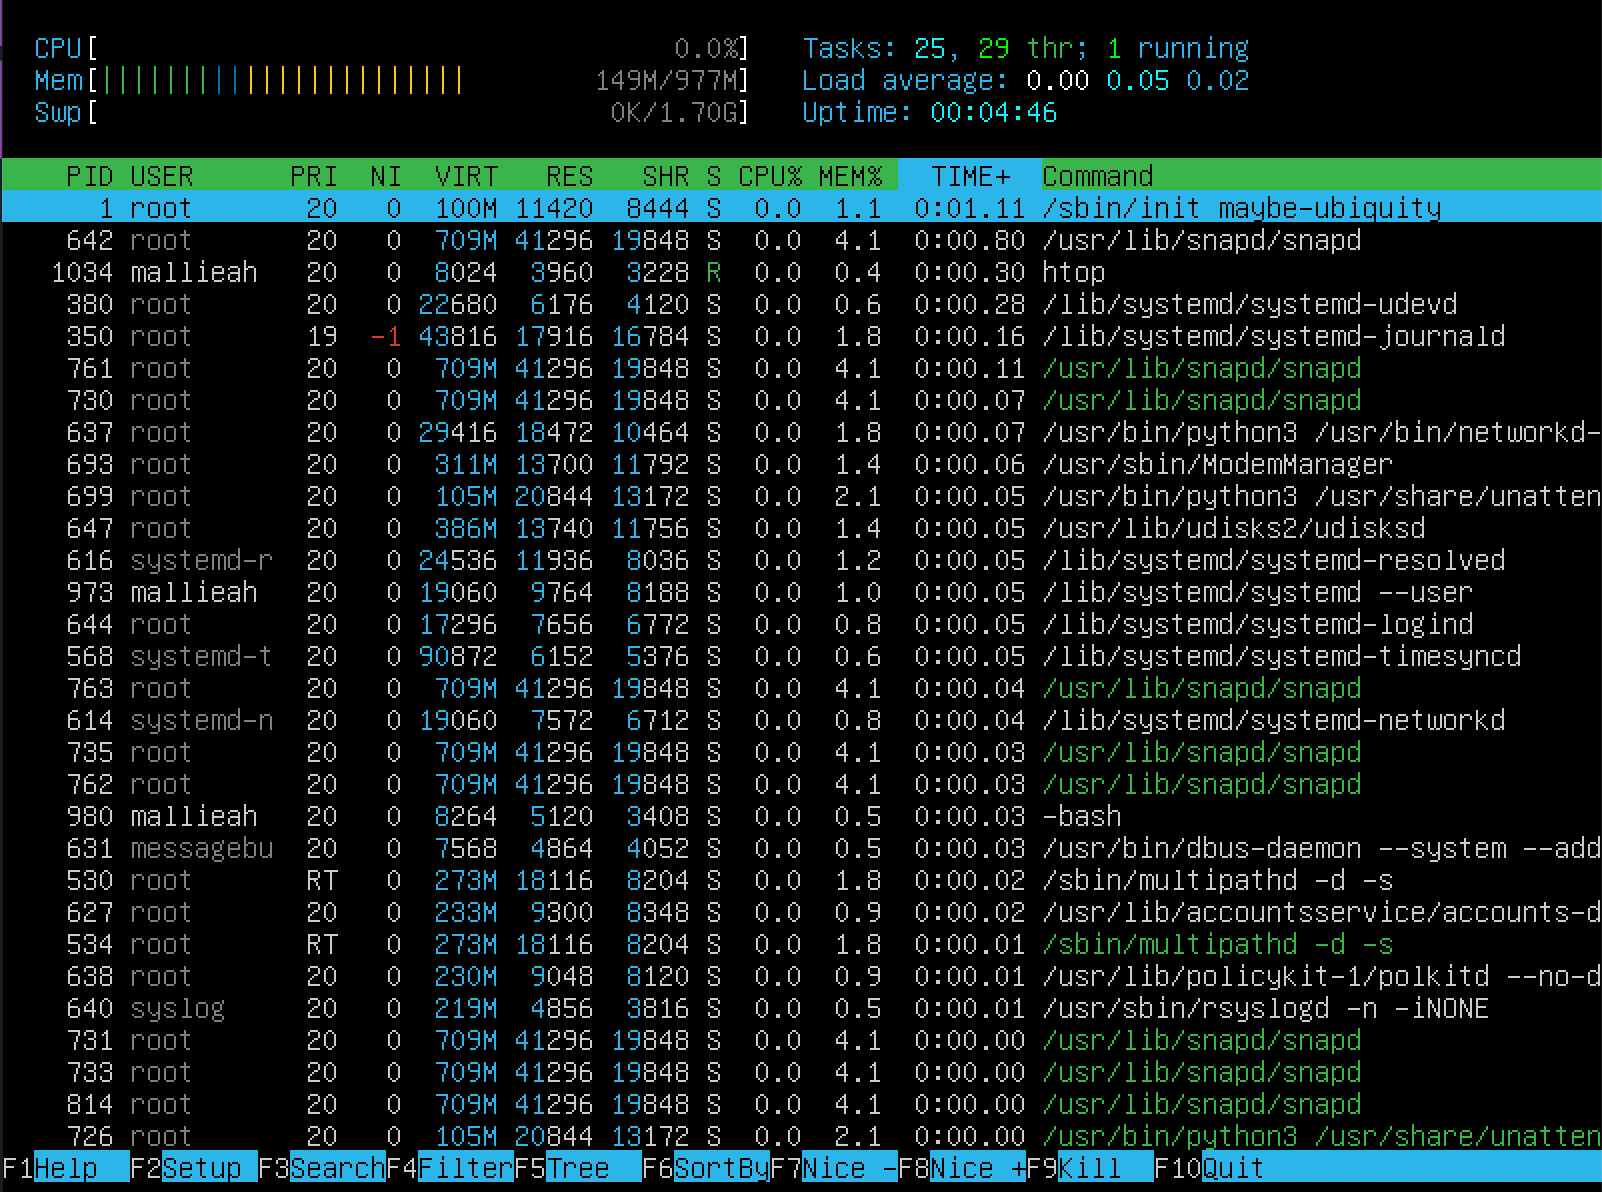 CPU[ 0.0%] Tasks: 25, 29 thr; 1 running
Mem[||||||||||||||||||||||| 149M/977M] Load average: 0.00 0.05 0.02
Swp[ 0K/1.70G] Uptime: 00:04:46
PID USER PRI NI VIRT RES SHR S CPU% MEM% TIME+ Command
1 root 20 0 100M 11420 8444 S 0.0 1.1 0:01.11 /sbin/init maybe-ubiquity
642 root 20 0 709M 41296 19848 S 0.0 4.1 0:00.80 /usr/lib/snapd/snapd
1034 mallieah 20 0 8024 3960 3228 R 0.0 0.4 0:00.30 htop
380 root 20 0 22680 6176 4120 S 0.0 0.6 0:00.28 /lib/systemd/systemd-udevd
350 root 19 -1 43816 17916 16784 S 0.0 1.8 0:00.16 /lib/systemd/systemd-journald
761 root 20 0 709M 41296 19848 S 0.0 4.1 0:00.11 /usr/lib/snapd/snapd
730 root 20 0 709M 41296 19848 S 0.0 4.1 0:00.07 /usr/lib/snapd/snapd
637 root 20 0 29416 18472 10464 S 0.0 1.8 0:00.07 /usr/bin/python3 /usr/bin/networkd-
693 root 20 0 311M 13700 11792 S 0.0 1.4 0:00.06 /usr/sbin/ModemManager
699 root 20 0 105M 20844 13172 S 0.0 2.1 0:00.05 /usr/bin/python3 /usr/share/unatten
647 root 20 0 386M 13740 11756 S 0.0 1.4 0:00.05 /usr/lib/udisks2/udisksd
616 systemd-r 20 0 24536 11936 8036 S 0.0 1.2 0:00.05 /lib/systemd/systemd-resolved
973 mallieah 20 0 19060 9764 8188 S 0.0 1.0 0:00.05 /lib/systemd/systemd --user
644 root 20 0 17296 7656 6772 S 0.0 0.8 0:00.05 /lib/systemd/systemd-logind
568 systemd-t 20 0 90872 6152 5376 S 0.0 0.6 0:00.05 /lib/systemd/systemd-timesyncd
763 root 20 0 709M 41296 19848 S 0.0 4.1 0:00.04 /usr/lib/snapd/snapd
614 systemd-n 20 0 19060 7572 6712 S 0.0 0.8 0:00.04 /lib/systemd/systemd-networkd
735 root 20 0 709M 41296 19848 S 0.0 4.1 0:00.03 /usr/lib/snapd/snapd
762 root 20 0 709M 41296 19848 S 0.0 4.1 0:00.03 /usr/lib/snapd/snapd
980 mallieah 20 0 8264 5120 3408 S 0.0 0.5 0:00.03 -bash
631 messagebu 20 0 7568 4864 4052 S 0.0 0.5 0:00.03 /usr/bin/dbus-daemon --system --add
530 root RT 0 273M 18116 8204 S 0.0 1.8 0:00.02 /sbin/multipathd -d -s
627 root 20 0 233M 9300 8348 S 0.0 0.9 0:00.02 /usr/lib/accountsservice/accounts-d
534 root RT 0 273M 18116 8204 S 0.0 1.8 0:00.01 /sbin/multipathd -d -s
638 root 20 0 230M 9048 8120 S 0.0 0.9 0:00.01 /usr/lib/policykit-1/polkitd --no-d
640 syslog 20 0 219M 4856 3816 S 0.0 0.5 0:00.01 /usr/sbin/rsyslogd -n -iNONE
731 root 20 0 709M 41296 19848 S 0.0 4.1 0:00.00 /usr/lib/snapd/snapd
733 root 20 0 709M 41296 19848 S 0.0 4.1 0:00.00 /usr/lib/snapd/snapd
814 root 20 0 709M 41296 19848 S 0.0 4.1 0:00.00 /usr/lib/snapd/snapd
726 root 20 0 105M 20844 13172 S 0.0 2.1 0:00.00 /usr/bin/python3 /usr/share/unatten
F1Help F2Setup F3SearchF4FilterF5Tree F6SortByF7Nice -F8Nice +F9Kill F10Quit